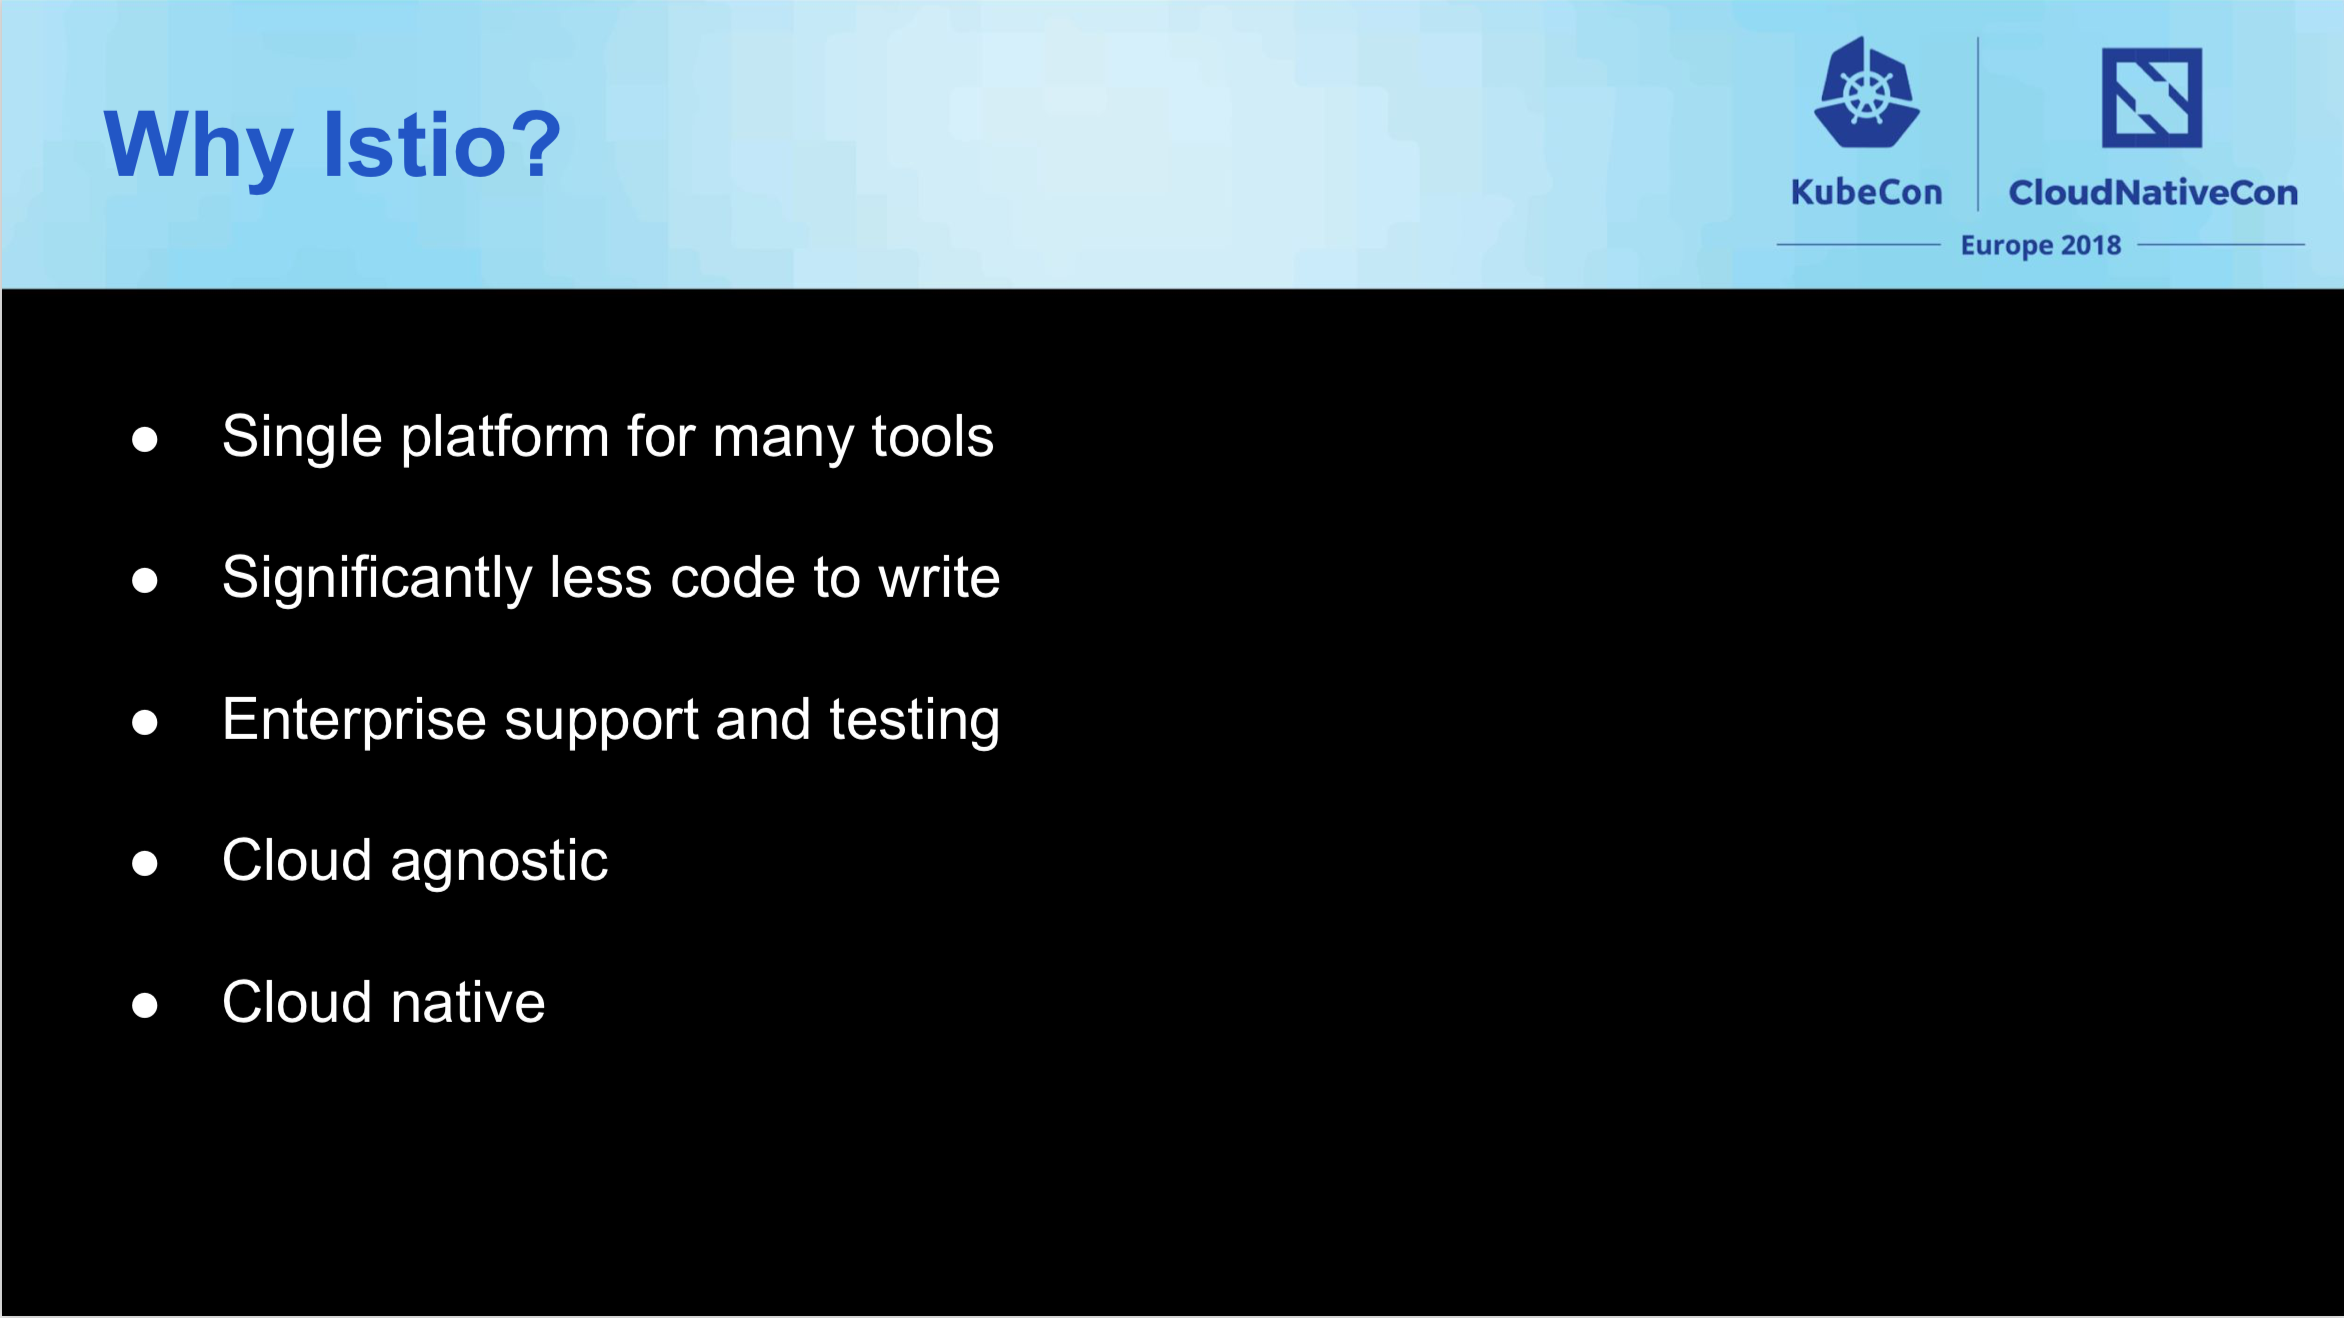 Why Istio?
KubeCon
CloudNativeCon
Europe 2018
● Single platform for many tools
● Significantly less code to write
● Enterprise support and testing
● Cloud agnostic
● Cloud native